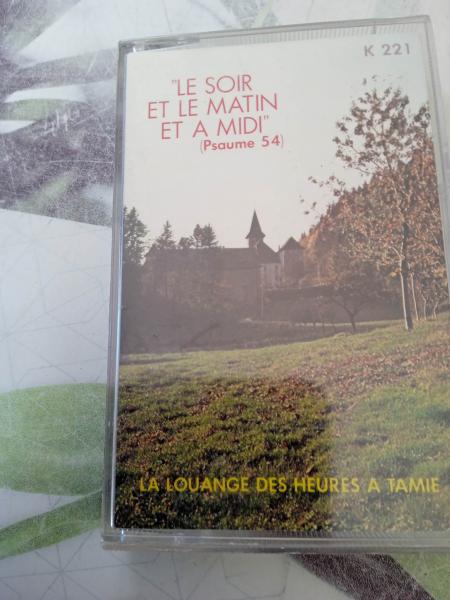 K 221
"LE SOIR
ET LE MATIN
ET A MIDI"
(Psaume 54)
LA LOUANGE DES HEURES A TAMIE